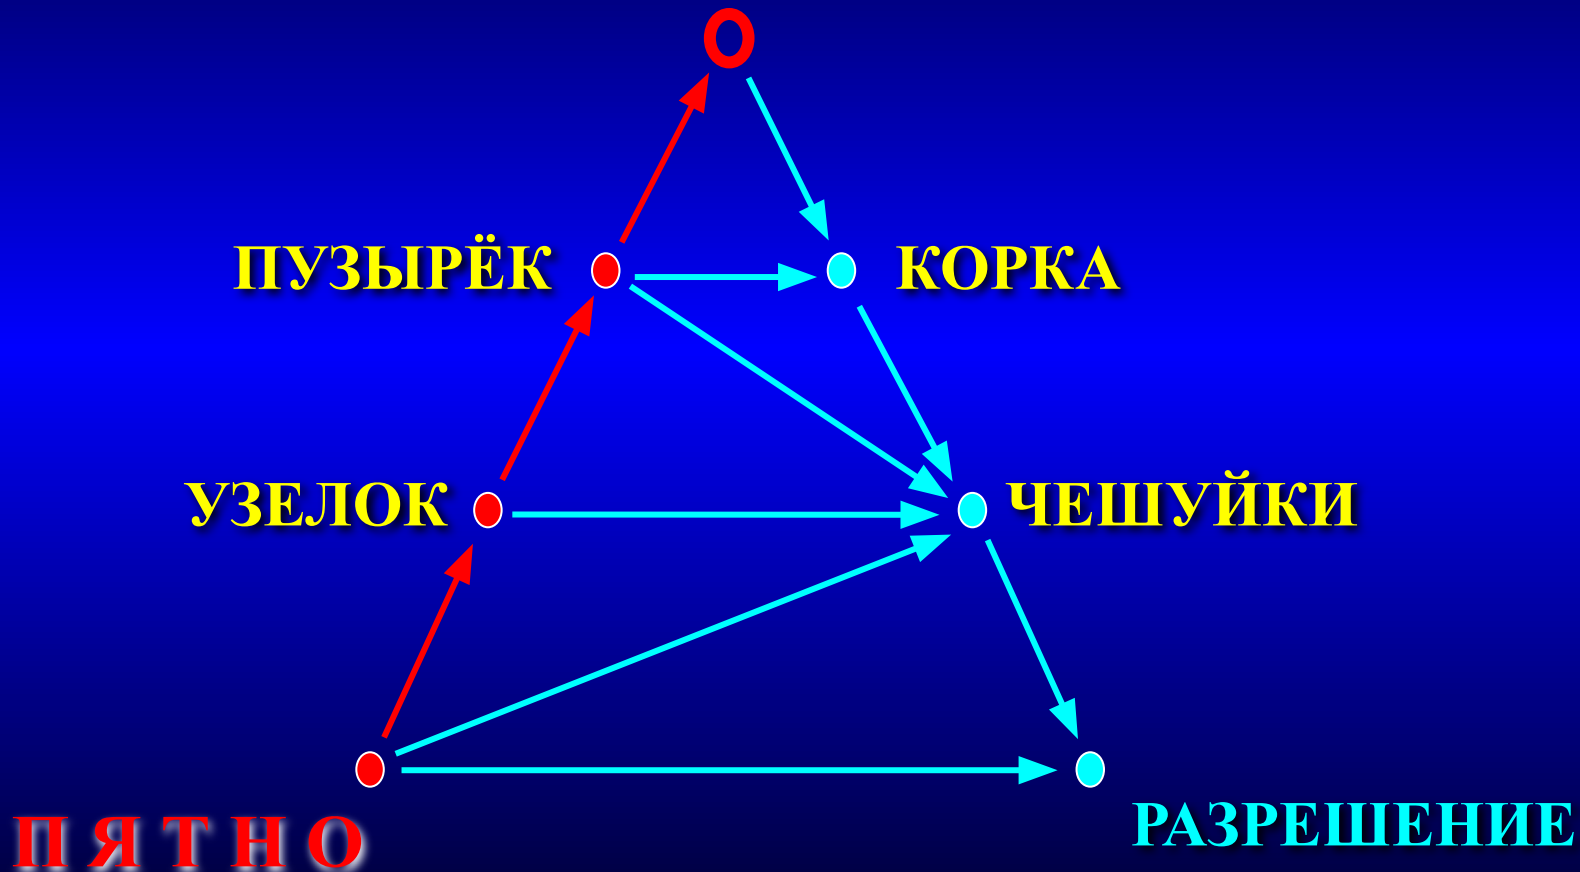 ПУЗЫРЁК КОРКА
УЗЕЛОК ЧЕШУЙКИ
П Я Т Н О РАЗРЕШЕНИЕ